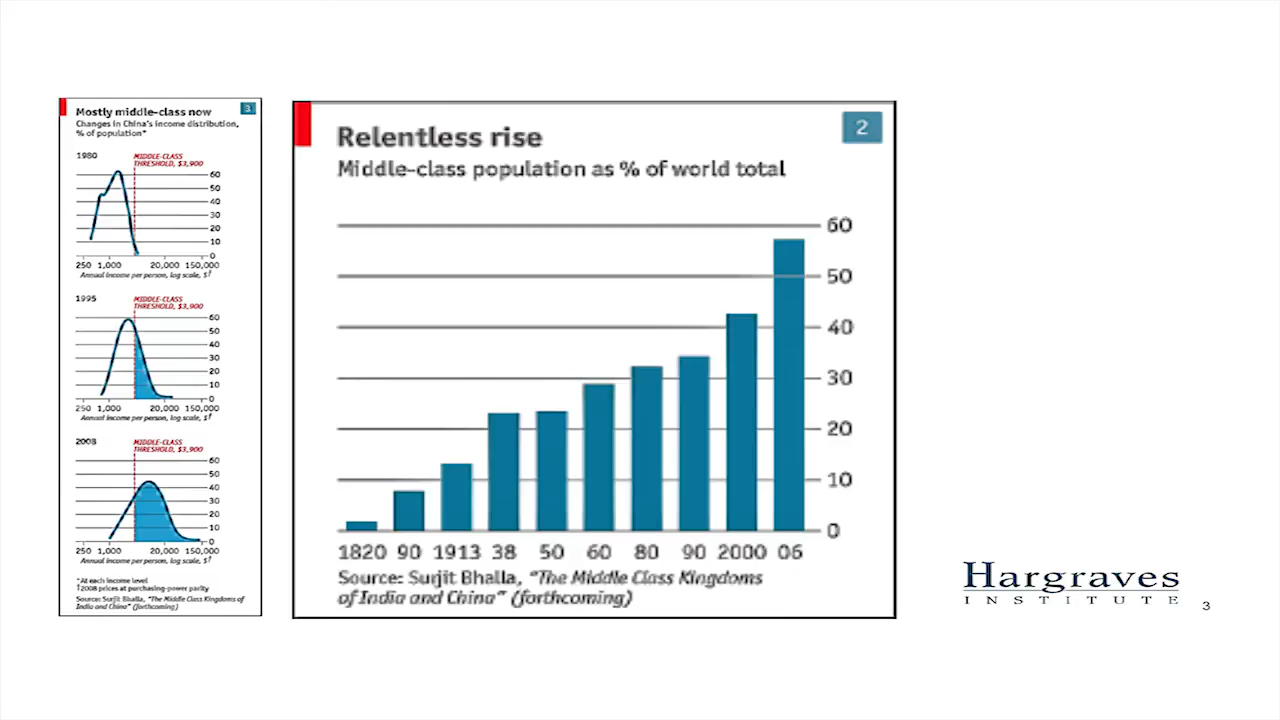 Mostly middle-class now
3
Changes in China's income distribution,
% of population*
1980
MIDDLE-CLASS
THRESHOLD, $3,900
60
50
40
30
20
10
0
250 1,000 20,000 150,000
Annual income per person, log scale, $†
1995
MIDDLE-CLASS
THRESHOLD, $3,900
60
50
40
30
20
10
0
250 1,000 20,000 150,000
Annual income per person, log scale, $†
2008
MIDDLE-CLASS
THRESHOLD, $3,900
60
50
40
30
20
10
0
250 1,000 20,000 150,000
Annual income per person, log scale, $†
*At each income level
†2008 prices at purchasing-power parity
Source: Surjit Bhalla, "The Middle Class Kingdoms of
India and China" (forthcoming)
Relentless rise
2
Middle-class population as % of world total
60
50
40
30
20
10
0
1820 90 1913 38 50 60 80 90 2000 06
Source: Surjit Bhalla, "The Middle Class Kingdoms
of India and China" (forthcoming)
Hargraves
INSTITUTE
3